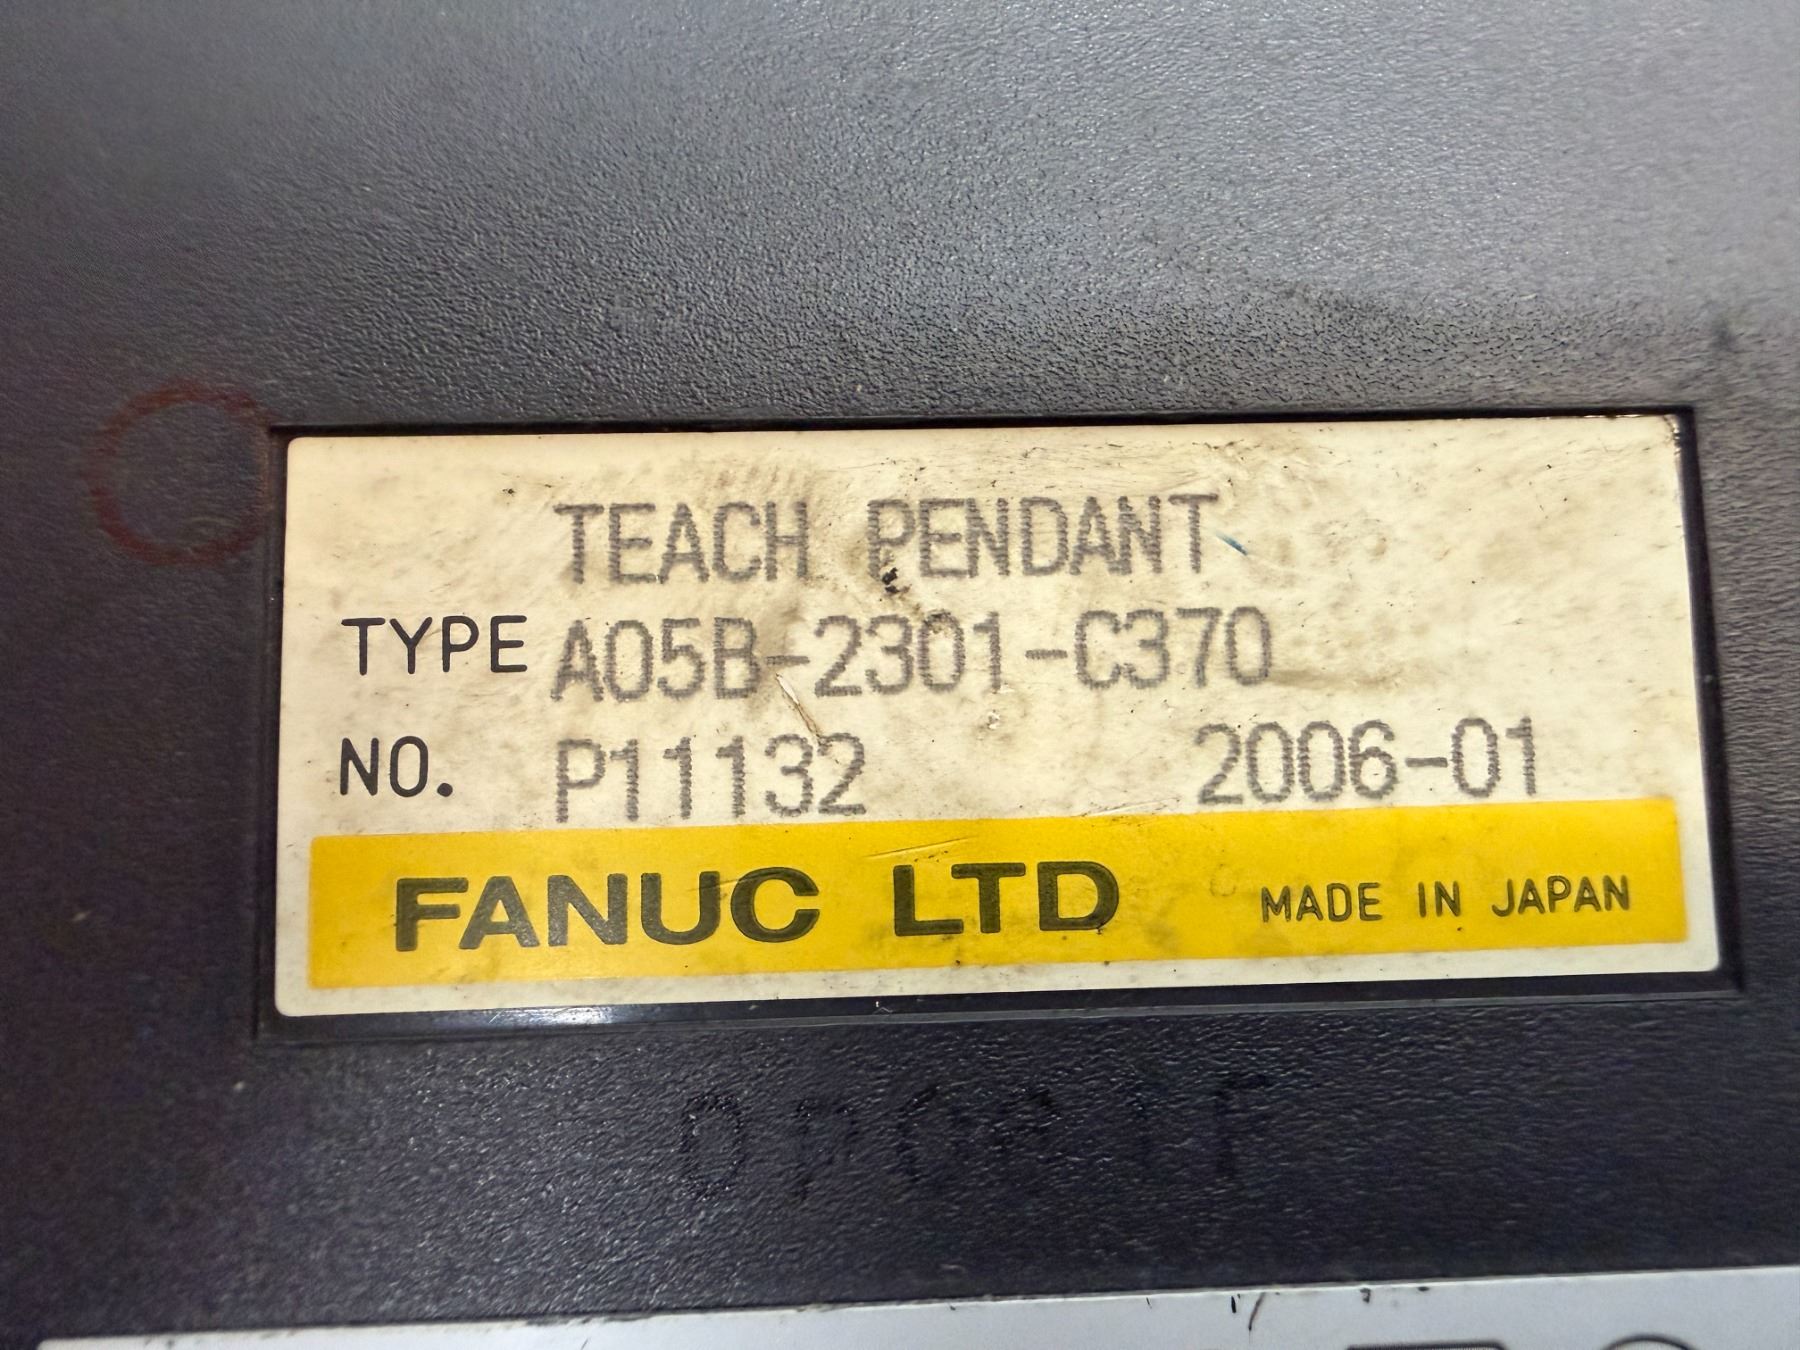 TEACH PENDANT
TYPE A05B-2301-C370
NO. P11132 2006-01
FANUC LTD MADE IN JAPAN